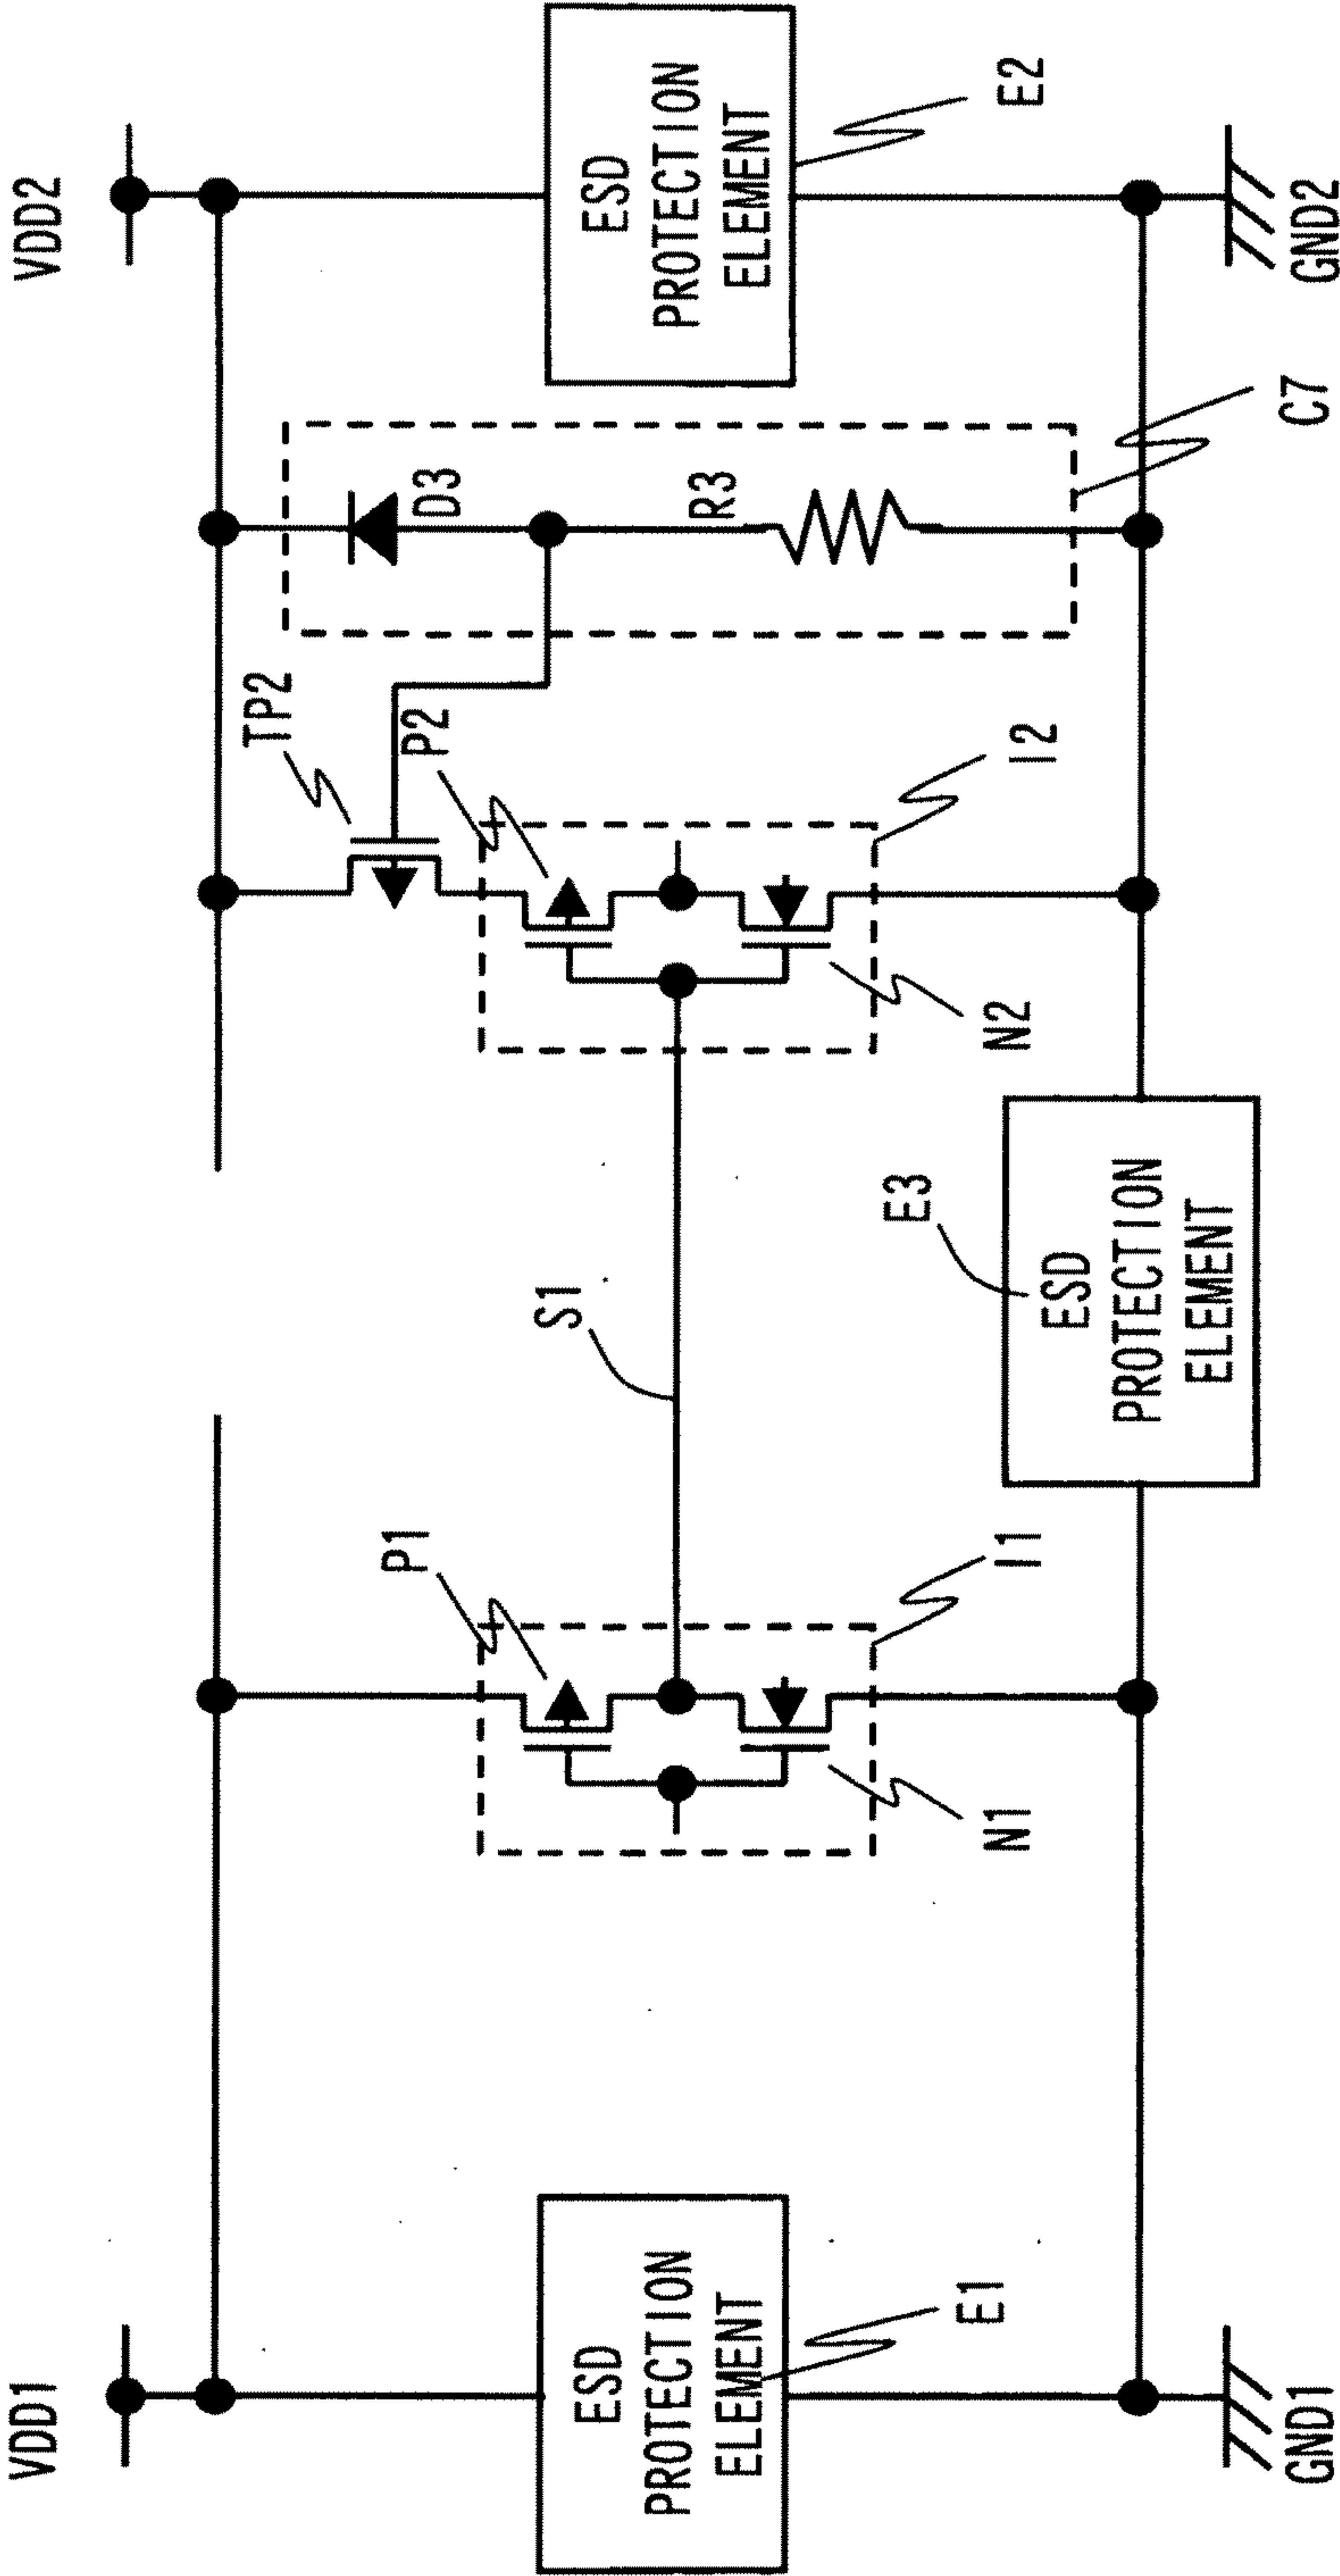 VDD1
VDD2
TP2
D3
P1
P2
S1
R3
ESD
PROTECTION
ELEMENT
E1
ESD
PROTECTION
ELEMENT
E2
N1
I1
E3
N2
I2
ESD
PROTECTION
ELEMENT
C7
GND1
GND2